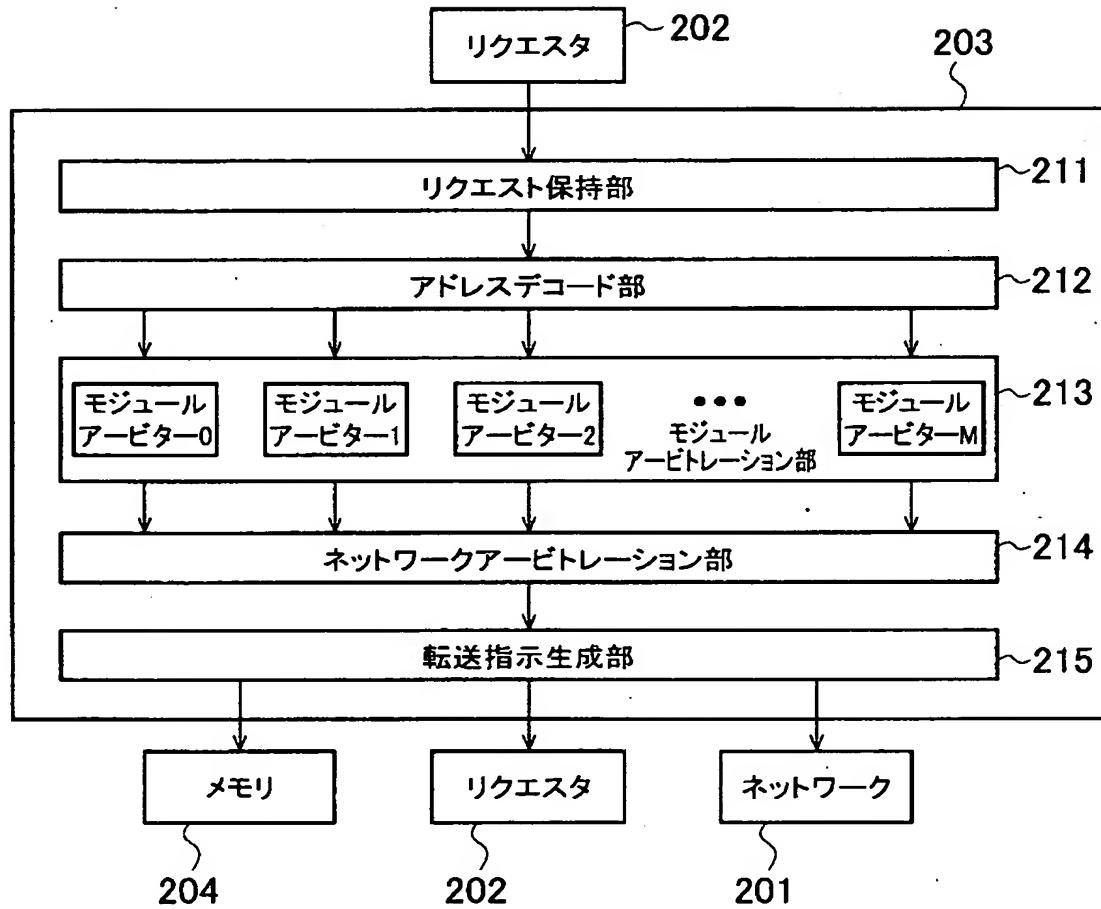 リクエスタ
202
203
リクエスト保持部
211
アドレスデコード部
212
モジュール
アービター0
モジュール
アービター1
モジュール
アービター2
•••
モジュール
アービトレーション部
モジュール
アービターM
213
ネットワークアービトレーション部
214
転送指示生成部
215
メモリ
リクエスタ
ネットワーク
204
202
201